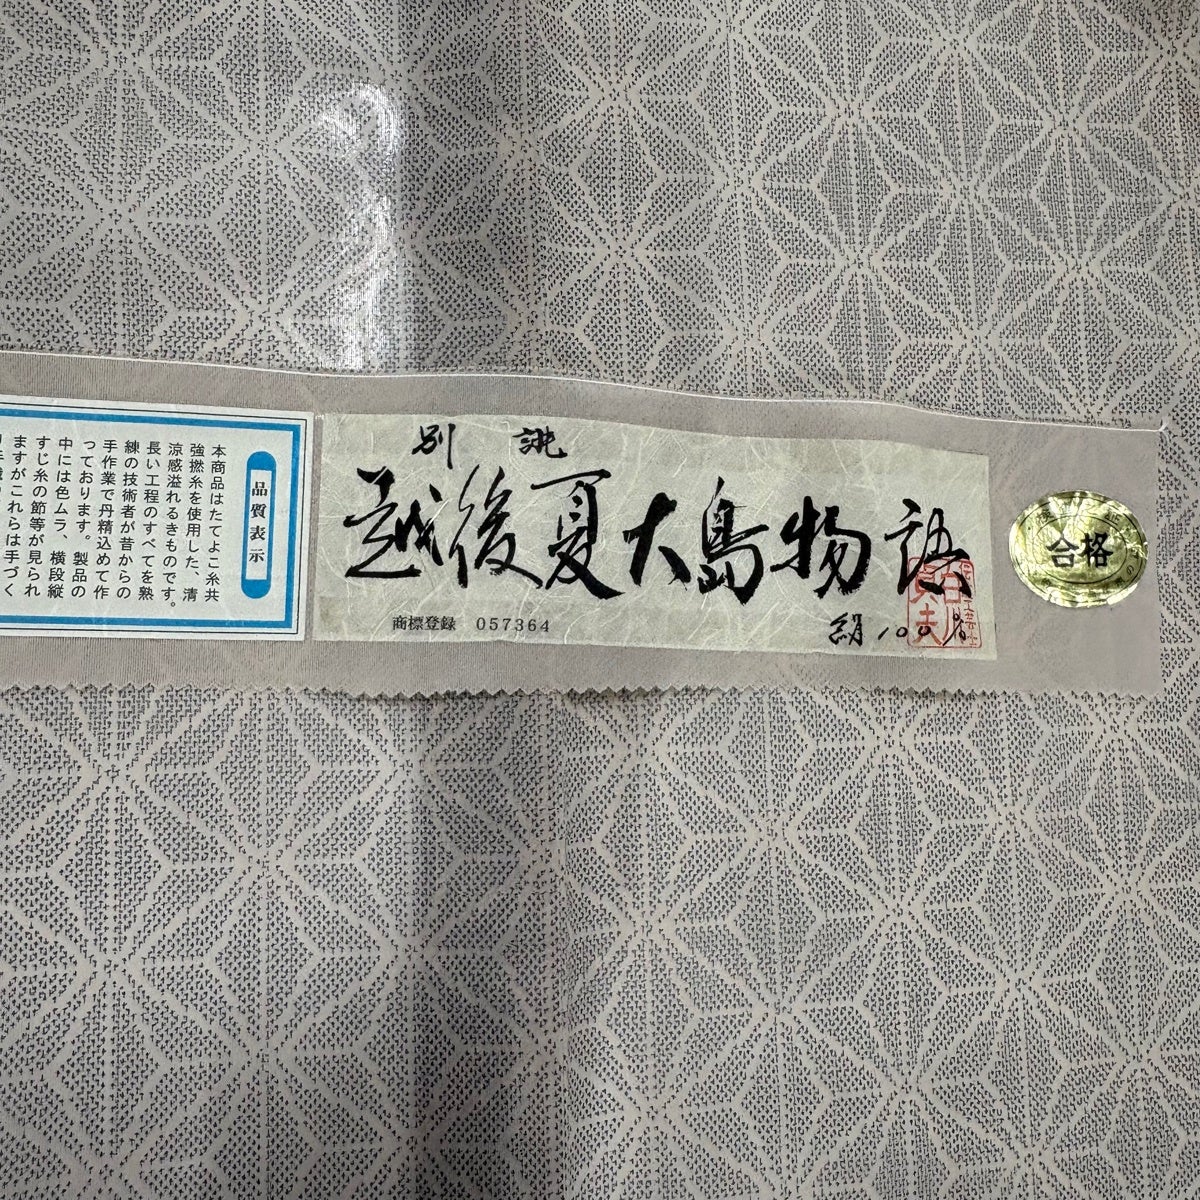 品質表示
本商品はたてよこ糸共
強撚糸を使用した、清
涼感溢れるきものです。
長い工程のすべてを熟
練の技術者が昔からの
手作業で丹精込めて作
っております。製品の
中には色ムラ、横段縦
すじ糸の節等が見られ
ますがこれらは手づく
別誂
越後夏大島物語
商標登録 057364
絹100%
合格